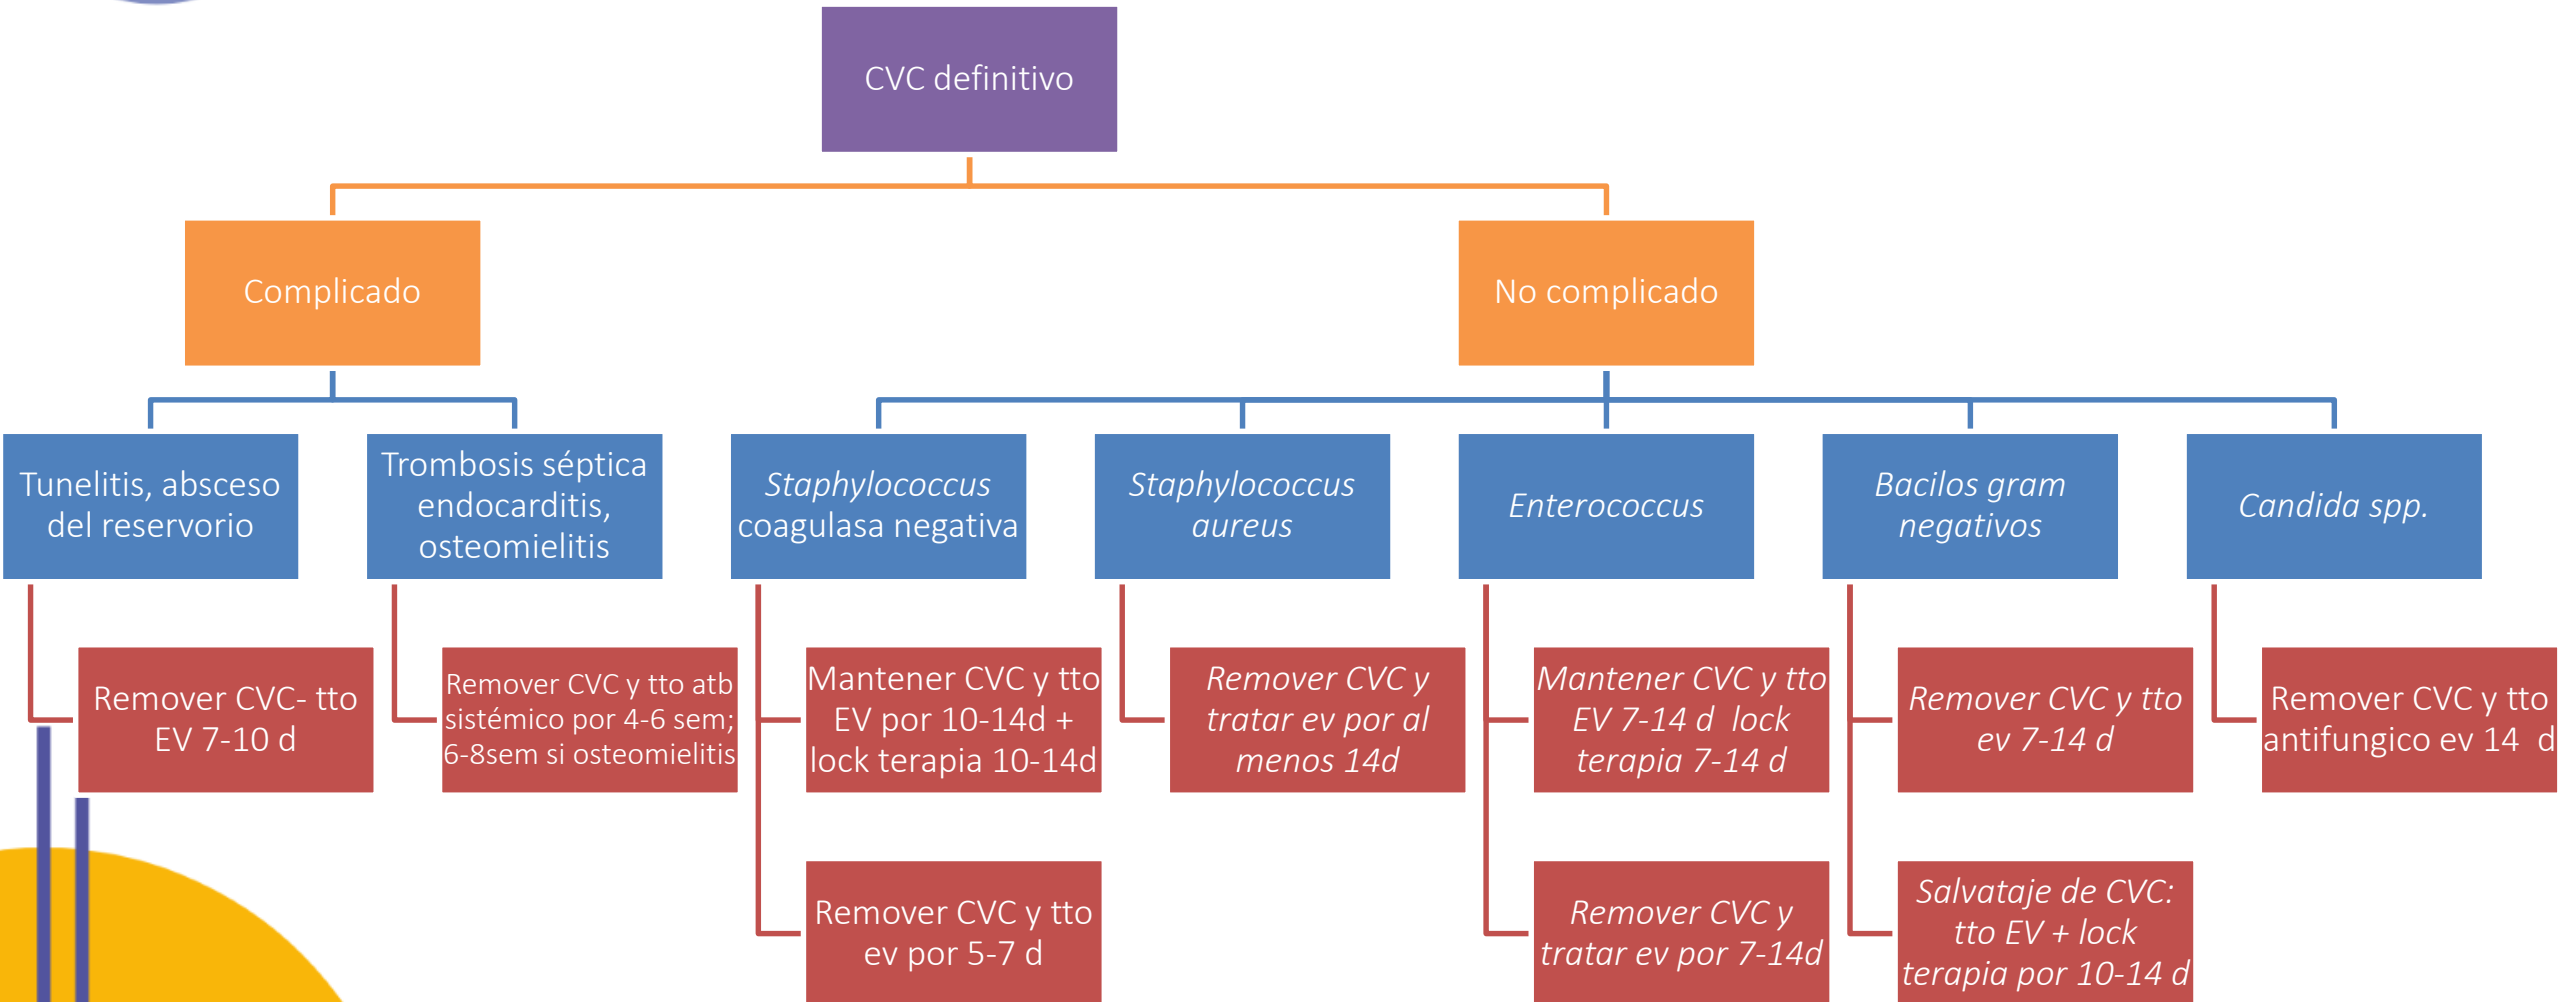 CVC definitivo
Complicado
No complicado
Tunelitis, absceso
del reservorio
Trombosis séptica
endocarditis,
osteomielitis
Staphylococcus
coagulasa negativa
Staphylococcus
aureus
Enterococcus
Bacilos gram
negativos
Candida spp.
Remover CVC- tto
EV 7-10 d
Remover CVC y tto atb
sistémico por 4-6 sem;
6-8sem si osteomielitis
Mantener CVC y tto
EV por 10-14d +
lock terapia 10-14d
Remover CVC y
tratar ev por al
menos 14d
Mantener CVC y tto
EV 7-14 d lock
terapia 7-14 d
Remover CVC y tto
ev 7-14 d
Remover CVC y tto
antifungico ev 14 d
Remover CVC y tto
ev por 5-7 d
Remover CVC y
tratar ev por 7-14d
Salvataje de CVC:
tto EV + lock
terapia por 10-14 d